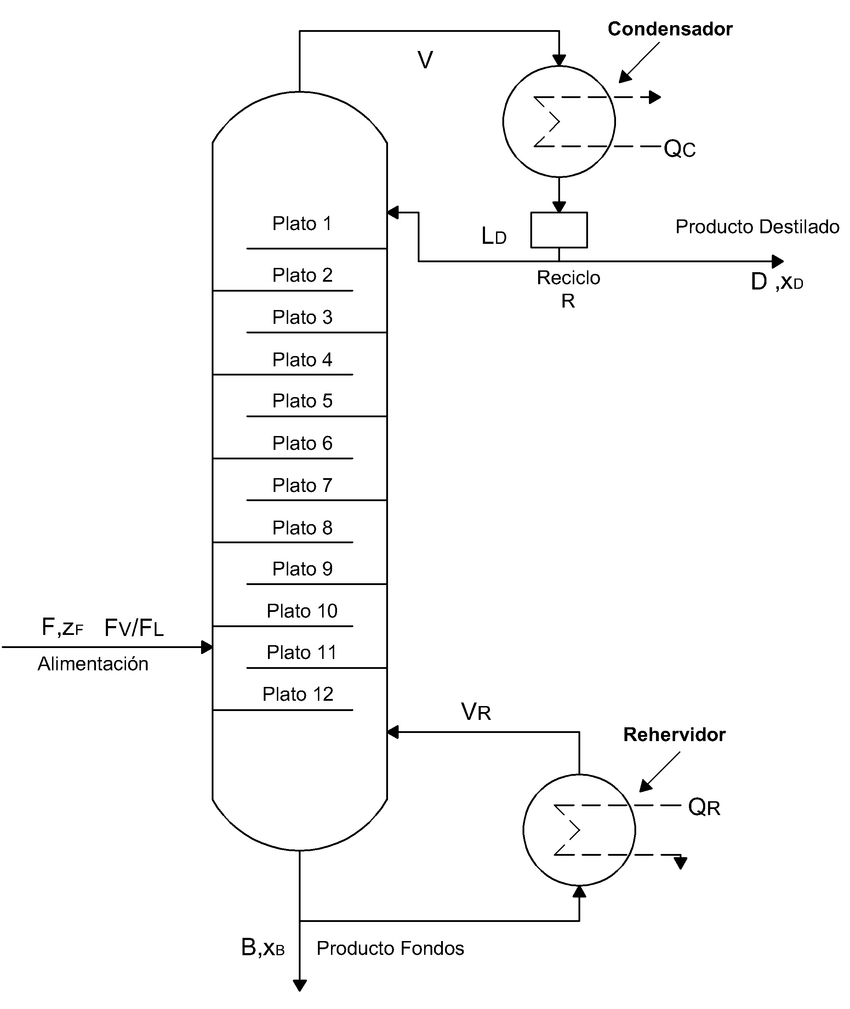 Condensador
V
QC
Plato 1
LD
Producto Destilado
Reciclo
R
D ,xD
Plato 2
Plato 3
Plato 4
Plato 5
Plato 6
Plato 7
Plato 8
Plato 9
Plato 10
F,zF FV/FL
Alimentación
Plato 11
Plato 12
VR
Rehervidor
QR
B,xB
Producto Fondos